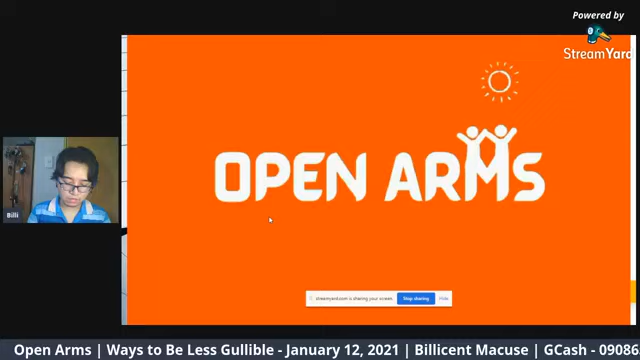 Powered by
StreamYard
OPEN ARMS
Billi
streamyard.com is sharing your screen.
Stop sharing
Hide
Open Arms | Ways to Be Less Gullible - January 12, 2021 | Billicent Macuse | GCash - 09086